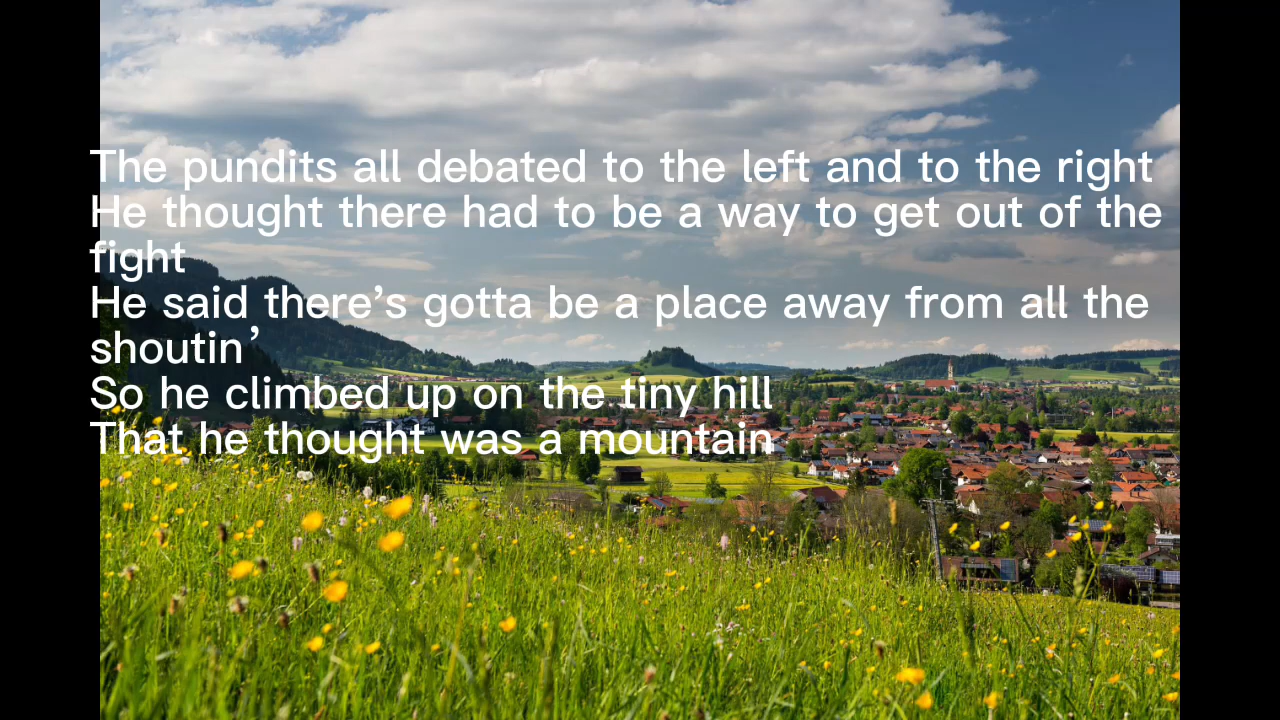 The pundits all debated to the left and to the right
He thought there had to be a way to get out of the
fight
He said there’s gotta be a place away from all the
shoutin’
So he climbed up on the tiny hill
That he thought was a mountain